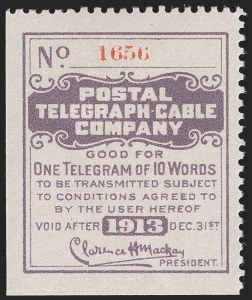 No. 1656
POSTAL
TELEGRAPH-CABLE
COMPANY
GOOD FOR
ONE TELEGRAM OF 10 WORDS
TO BE TRANSMITTED SUBJECT
TO CONDITIONS AGREED TO
BY THE USER HEREOF
VOID AFTER 1913 DEC. 31ST
Clarence H Mackay
PRESIDENT.